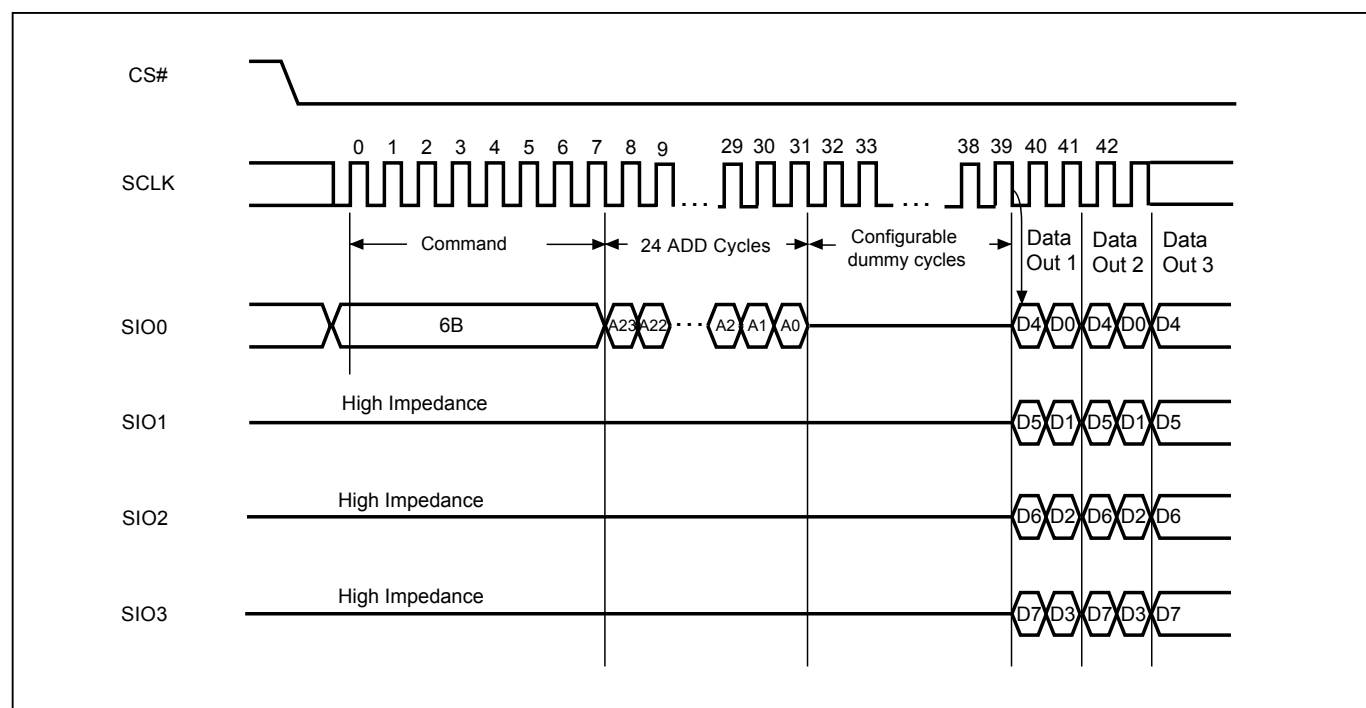 CS#
0 1 2 3 4 5 6 7 8 9 29 30 31 32 33 38 39 40 41 42
SCLK
Command
24 ADD Cycles
Configurable
dummy cycles
Data
Out 1
Data
Out 2
Data
Out 3
SIO0 6B A23 A22 ··· A2 A1 A0 D4 D0 D4 D0 D4
High Impedance
SIO1 D5 D1 D5 D1 D5
High Impedance
SIO2 D6 D2 D6 D2 D6
High Impedance
SIO3 D7 D3 D7 D3 D7